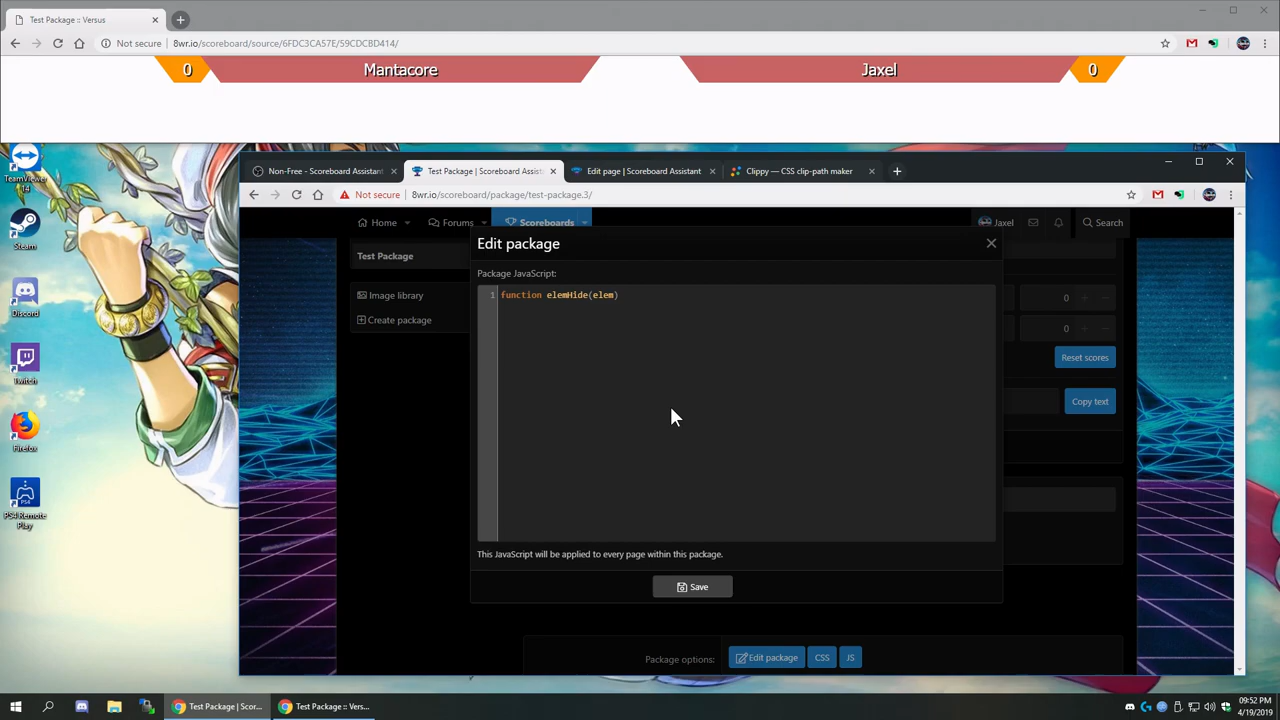 Test Package :: Versus
Not secure 8wr.io/scoreboard/source/6FDC3CA57E/59CDCBD414/
0 Mantacore Jaxel 0
TeamViewer 14
Steam
Discord
Twitch
Firefox
PS4 Remote Play
Non-Free - Scoreboard Assistant
Test Package | Scoreboard Assist
Edit page | Scoreboard Assistant
Clippy — CSS clip-path maker
Not secure 8wr.io/scoreboard/package/test-package.3/
Home Forums Scoreboards Jaxel Search
Test Package
Image library
Create package
Edit package
Package JavaScript:
1 function elemHide(elem)
0 + −
0 + −
Reset scores
Copy text
This JavaScript will be applied to every page within this package.
Save
Package options: Edit package CSS JS
Test Package | Scor...
Test Package :: Vers...
09:52 PM
4/19/2019